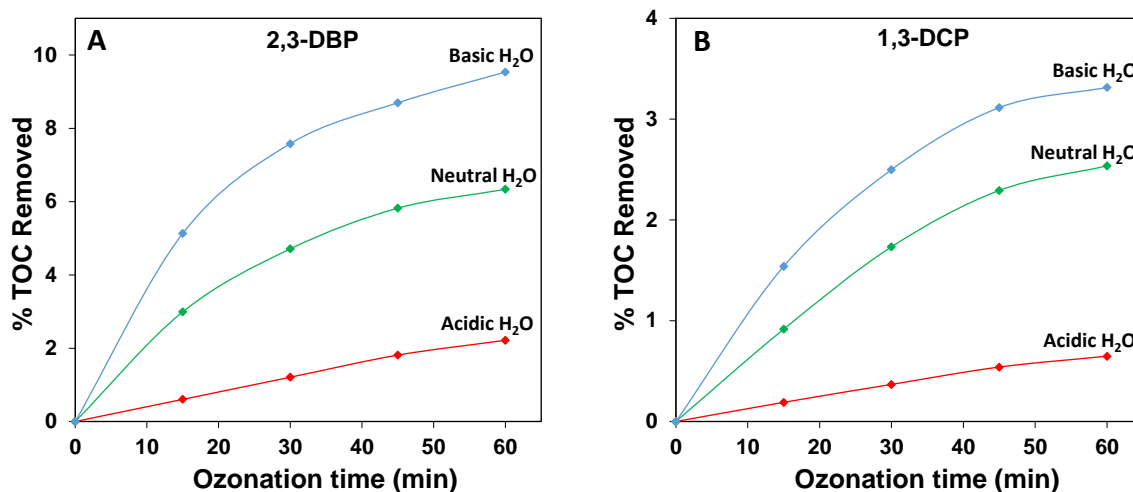 A
2,3-DBP
% TOC Removed
10
8
6
4
2
0
Basic H₂O
Neutral H₂O
Acidic H₂O
0 10 20 30 40 50 60
Ozonation time (min)
B
1,3-DCP
% TOC Removed
4
3
2
1
0
Basic H₂O
Neutral H₂O
Acidic H₂O
0 10 20 30 40 50 60
Ozonation time (min)